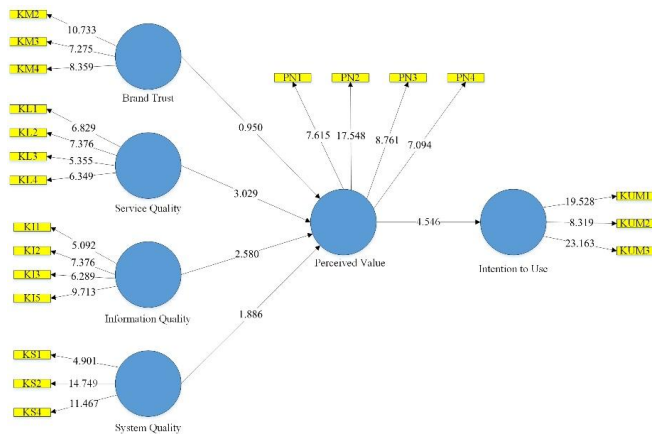 KM2
10.733
KM3
7.275
KM4
8.359
Brand Trust
PN1
PN2
PN3
PN4
7.615
17.548
8.761
7.094
0.950
KL1
6.829
KL2
7.376
KL3
5.355
KL4
6.349
Service Quality
3.029
KUM1
19.528
KUM2
8.319
KUM3
23.163
4.546
Perceived Value
Intention to Use
KI1
5.092
KI2
7.376
KI3
6.289
KI5
9.713
Information Quality
2.580
1.886
KS1
4.901
KS2
14.749
KS4
11.467
System Quality